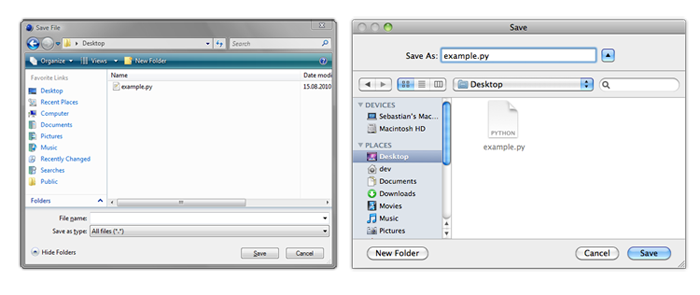 Save File
Desktop
Search
Organize
Views
New Folder
Favorite Links
Desktop
Recent Places
Computer
Documents
Pictures
Music
Recently Changed
Searches
Public
Folders
Name
Date modi
example.py
15.08.2010
File name:
Save as type: All files (*.*)
Hide Folders
Save
Cancel
Save
Save As: example.py
Desktop
DEVICES
Sebastian's Mac...
Macintosh HD
PLACES
Desktop
dev
Documents
Downloads
Movies
Music
Pictures
PYTHON
example.py
New Folder
Cancel
Save